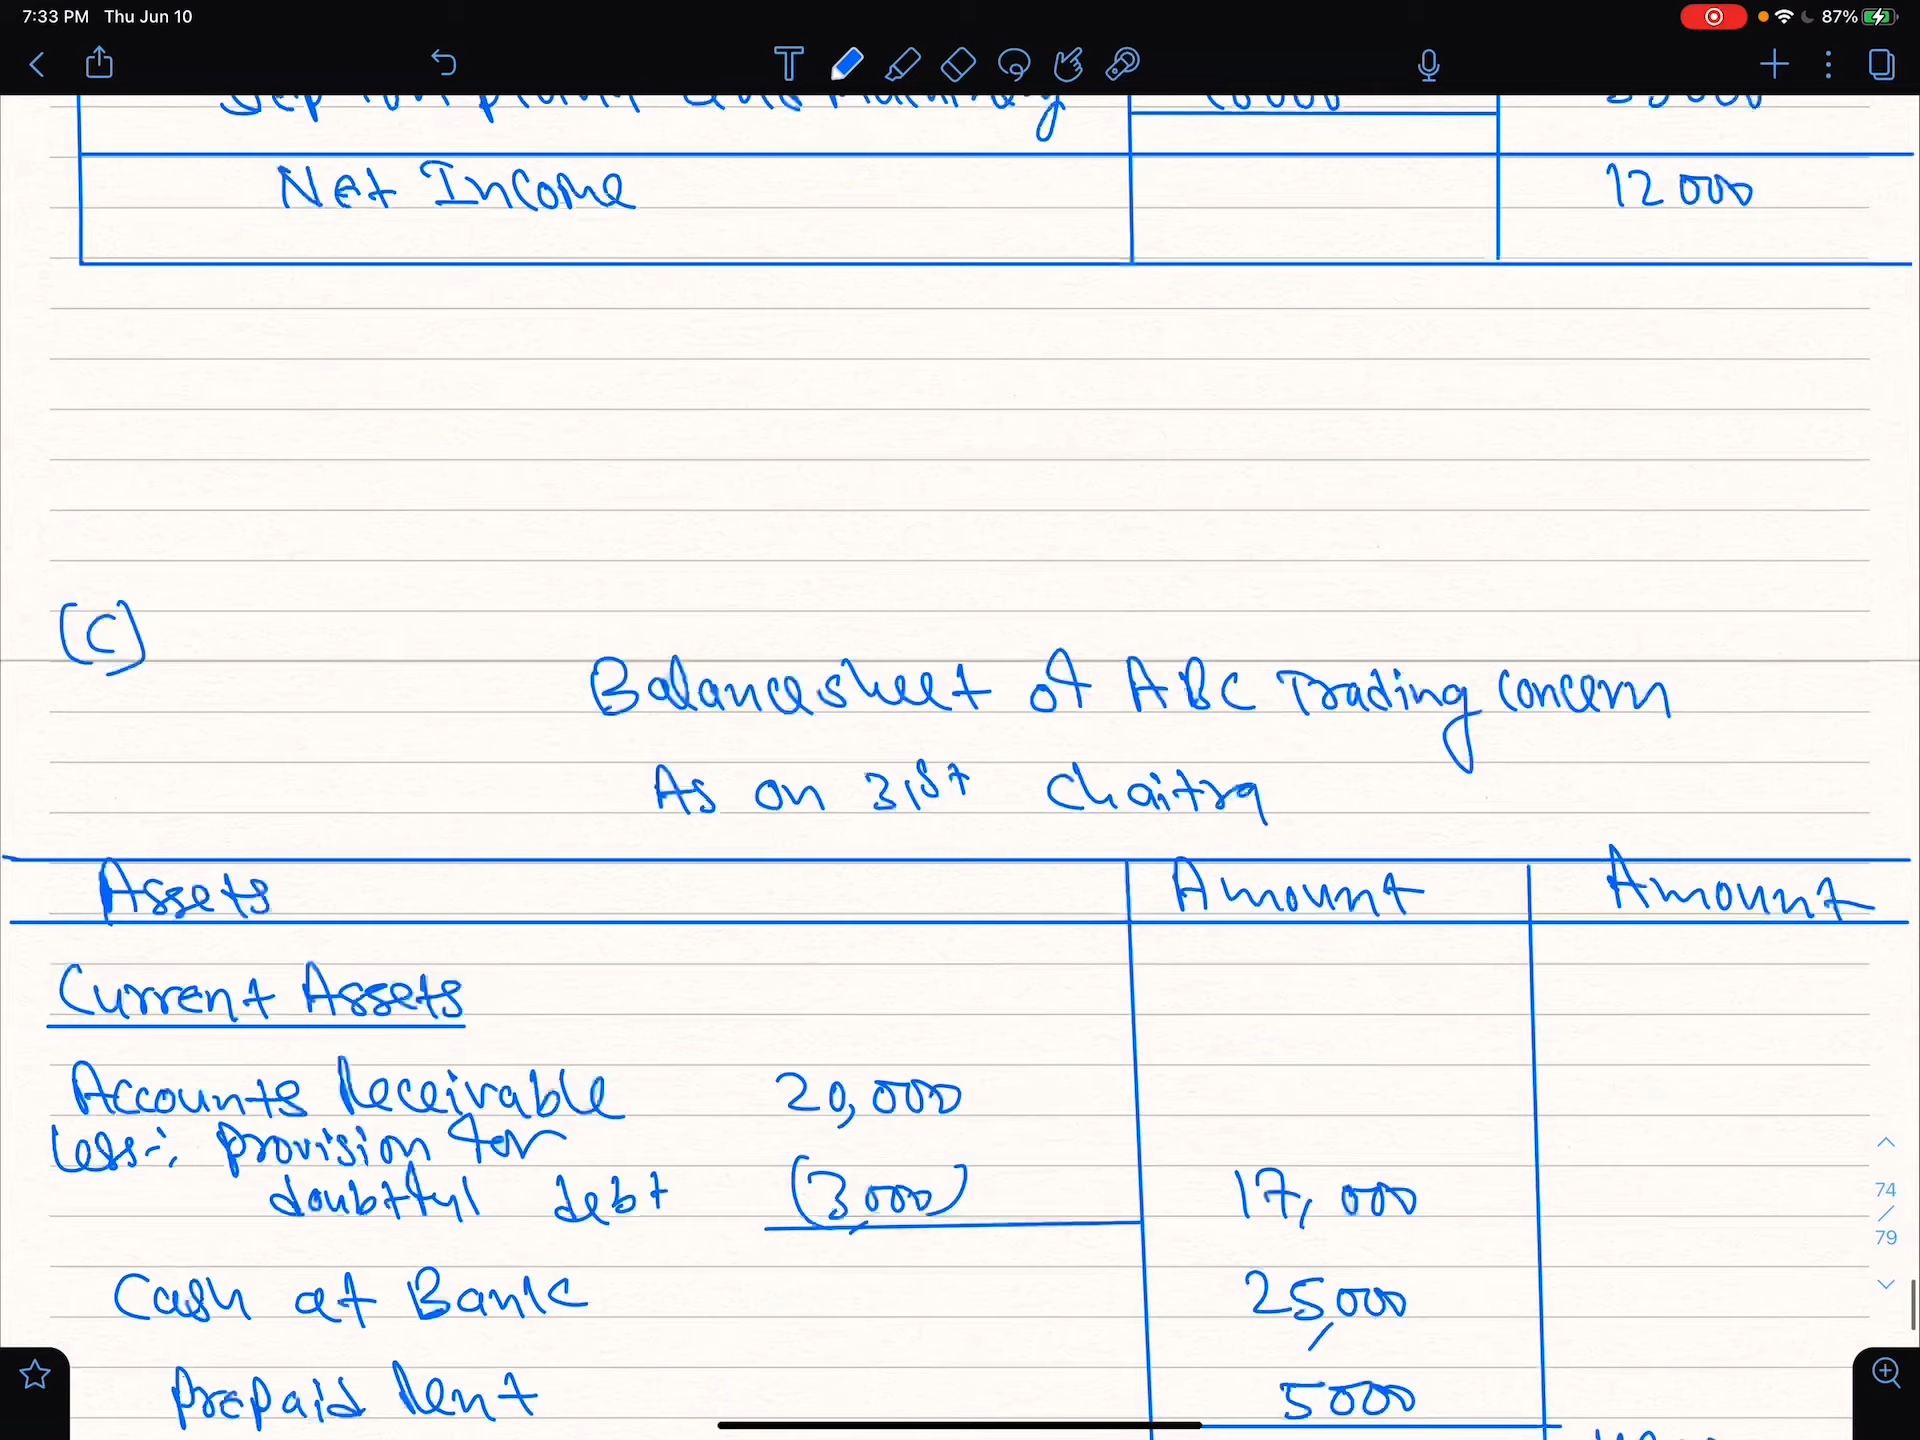 7:33 PM Thu Jun 10
87%
Net Income 12000
(C)
Balancesheet of ABC Trading concern
As on 31st Chaitra
Assets Amount Amount
Current Assets
Accounts Receivable 20,000
Less:- provision for
doubtful debt (3,000) 17,000
Cash at Bank 25,000
prepaid Rent 5000
74
/
79